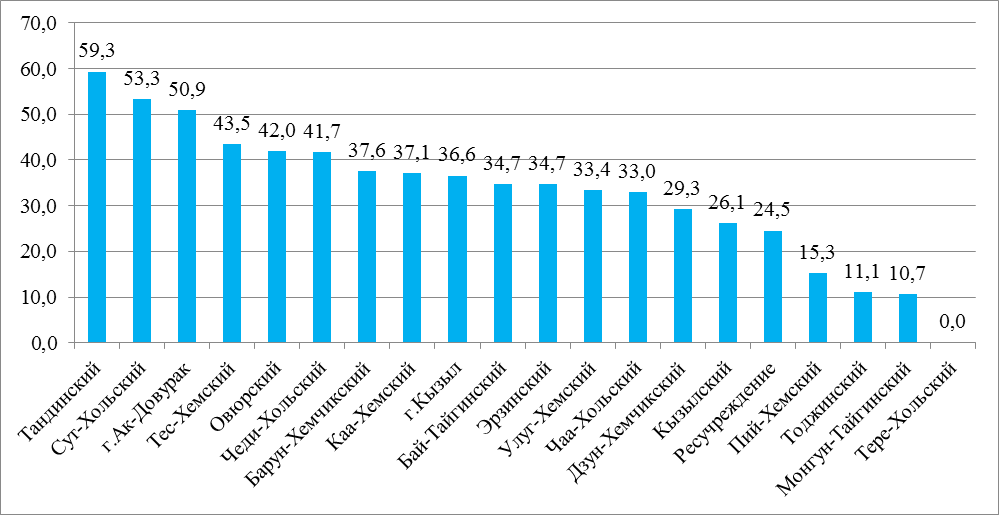 70,0
60,0
50,0
40,0
30,0
20,0
10,0
0,0
59,3
53,3
50,9
43,5
42,0
41,7
37,6
37,1
36,6
34,7
34,7
33,4
33,0
29,3
26,1
24,5
15,3
11,1
10,7
0,0
Тандинский
Сут-Хольский
г.Ак-Довурак
Тес-Хемский
Овюрский
Чеди-Хольский
Барун-Хемчикский
Каа-Хемский
г.Кызыл
Бай-Тайгинский
Эрзинский
Улуг-Хемский
Чаа-Хольский
Дзун-Хемчикский
Кызылский
Ресучреждение
Пий-Хемский
Тоджинский
Монгун-Тайгинский
Тере-Хольский